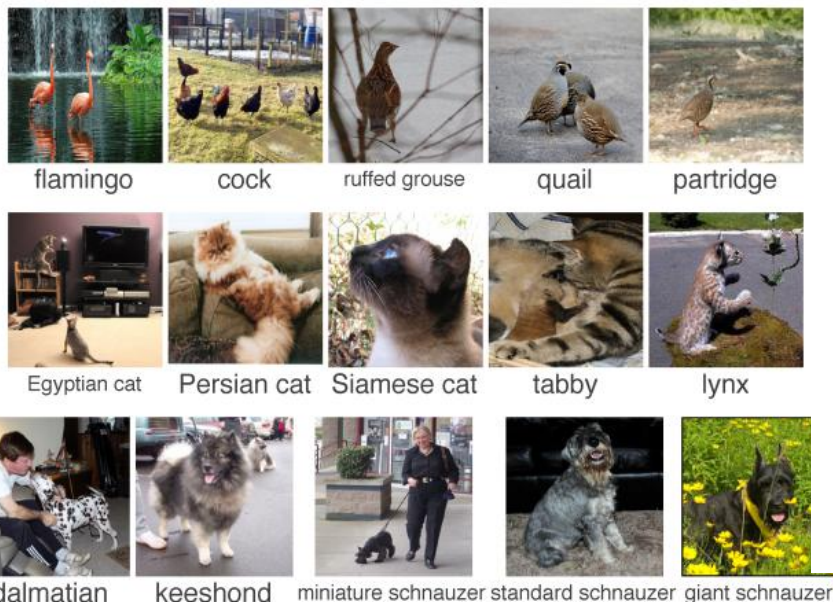 flamingo
cock
ruffed grouse
quail
partridge
Egyptian cat
Persian cat
Siamese cat
tabby
lynx
dalmatian
keeshond
miniature schnauzer
standard schnauzer
giant schnauzer